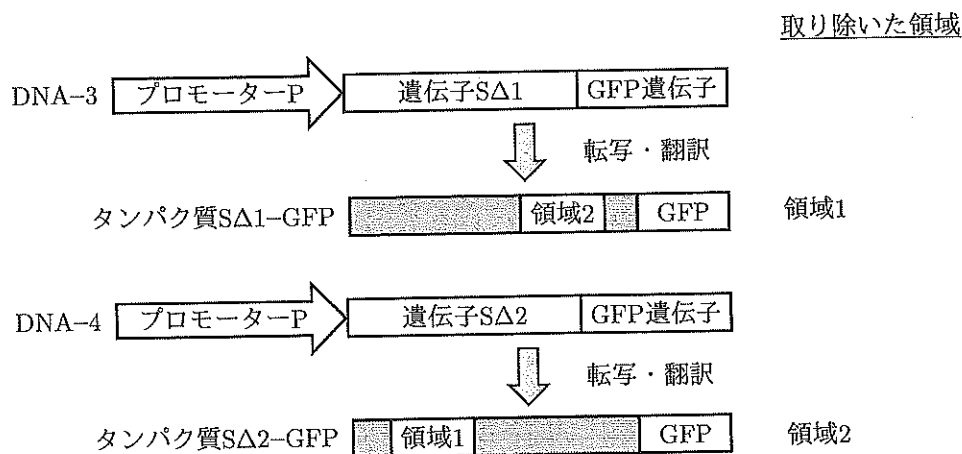 取り除いた領域
DNA–3 プロモーターP 遺伝子SΔ1 GFP遺伝子
転写・翻訳
タンパク質SΔ1–GFP 領域2 GFP 領域1
DNA–4 プロモーターP 遺伝子SΔ2 GFP遺伝子
転写・翻訳
タンパク質SΔ2–GFP 領域1 GFP 領域2